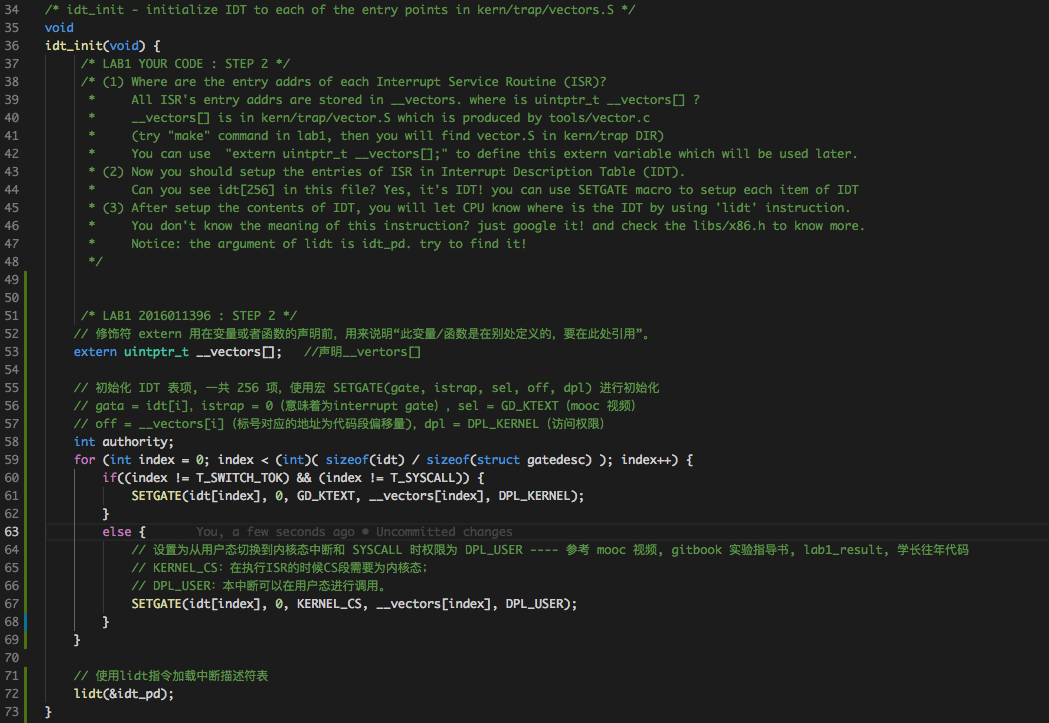 34 /* idt_init - initialize IDT to each of the entry points in kern/trap/vectors.S */
35 void
36 idt_init(void) {
37 /* LAB1 YOUR CODE : STEP 2 */
38 /* (1) Where are the entry addrs of each Interrupt Service Routine (ISR)?
39 * All ISR's entry addrs are stored in __vectors. where is uintptr_t __vectors[] ?
40 * __vectors[] is in kern/trap/vector.S which is produced by tools/vector.c
41 * (try "make" command in lab1, then you will find vector.S in kern/trap DIR)
42 * You can use "extern uintptr_t __vectors[];" to define this extern variable which will be used later.
43 * (2) Now you should setup the entries of ISR in Interrupt Description Table (IDT).
44 * Can you see idt[256] in this file? Yes, it's IDT! you can use SETGATE macro to setup each item of IDT
45 * (3) After setup the contents of IDT, you will let CPU know where is the IDT by using 'lidt' instruction.
46 * You don't know the meaning of this instruction? just google it! and check the libs/x86.h to know more.
47 * Notice: the argument of lidt is idt_pd. try to find it!
48 */
49
50
51 /* LAB1 2016011396 : STEP 2 */
52 // 修饰符 extern 用在变量或者函数的声明前，用来说明“此变量/函数是在别处定义的，要在此处引用”。
53 extern uintptr_t __vectors[]; //声明__vertors[]
54
55 // 初始化 IDT 表项，一共 256 项，使用宏 SETGATE(gate, istrap, sel, off, dpl) 进行初始化
56 // gata = idt[i], istrap = 0（意味着为interrupt gate）, sel = GD_KTEXT（mooc 视频）
57 // off = __vectors[i]（标号对应的地址为代码段偏移量），dpl = DPL_KERNEL（访问权限）
58 int authority;
59 for (int index = 0; index < (int)( sizeof(idt) / sizeof(struct gatedesc) ); index++) {
60 if((index != T_SWITCH_TOK) && (index != T_SYSCALL)) {
61 SETGATE(idt[index], 0, GD_KTEXT, __vectors[index], DPL_KERNEL);
62 }
63 else { You, a few seconds ago • Uncommitted changes
64 // 设置为从用户态切换到内核态中断和 SYSCALL 时权限为 DPL_USER ---- 参考 mooc 视频, gitbook 实验指导书, lab1_result, 学长往年代码
65 // KERNEL_CS：在执行ISR的时候CS段需要为内核态；
66 // DPL_USER：本中断可以在用户态进行调用。
67 SETGATE(idt[index], 0, KERNEL_CS, __vectors[index], DPL_USER);
68 }
69 }
70
71 // 使用lidt指令加载中断描述符表
72 lidt(&idt_pd);
73 }